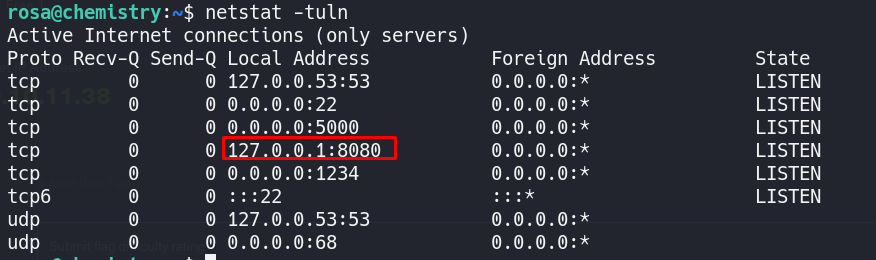 rosa@chemistry:~$ netstat -tuln
Active Internet connections (only servers)
Proto Recv-Q Send-Q Local Address           Foreign Address         State
tcp        0      0 127.0.0.53:53           0.0.0.0:*               LISTEN
tcp        0      0 0.0.0.0:22              0.0.0.0:*               LISTEN
tcp        0      0 0.0.0.0:5000            0.0.0.0:*               LISTEN
tcp        0      0 127.0.0.1:8080          0.0.0.0:*               LISTEN
tcp        0      0 0.0.0.0:1234            0.0.0.0:*               LISTEN
tcp6       0      0 :::22                   :::*                    LISTEN
udp        0      0 127.0.0.53:53           0.0.0.0:*
udp        0      0 0.0.0.0:68              0.0.0.0:*